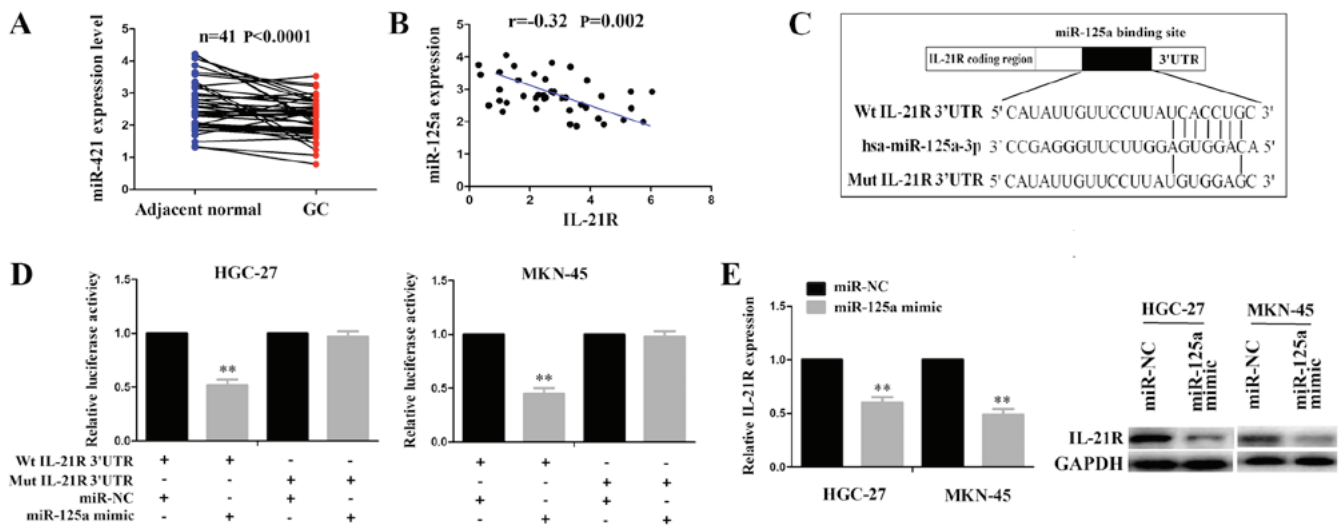 A
n=41 P<0.0001
miR-421 expression level
5
4
3
2
1
0
Adjacent normal
GC
B
r=-0.32 P=0.002
miR-125a expression
5
4
3
2
1
0
0
2
4
6
8
IL-21R
C
miR-125a binding site
IL-21R coding region
3'UTR
Wt IL-21R 3'UTR 5' CAUAUUGUUCCUUAUCACCUGC 3'
hsa-miR-125a-3p 3' CCGAGGGUUCUUGGAGUGGACA 5'
Mut IL-21R 3'UTR 5' CAUAUUGUUCCUUAUGUGGAGC 3'
D
HGC-27
Relative luciferase activiey
1.5
1.0
0.5
0.0
**
MKN-45
Relative luciferase activiey
1.5
1.0
0.5
0.0
**
Wt IL-21R 3'UTR + + - - + + - -
Mut IL-21R 3'UTR - - + + - - + +
miR-NC + - + - + - + -
miR-125a mimic - + - + - + - +
E
miR-NC
miR-125a mimic
Relative IL-21R expression
1.5
1.0
0.5
0.0
**
**
HGC-27
MKN-45
HGC-27
MKN-45
miR-NC
miR-125a
mimic
miR-NC
miR-125a
mimic
IL-21R
GAPDH